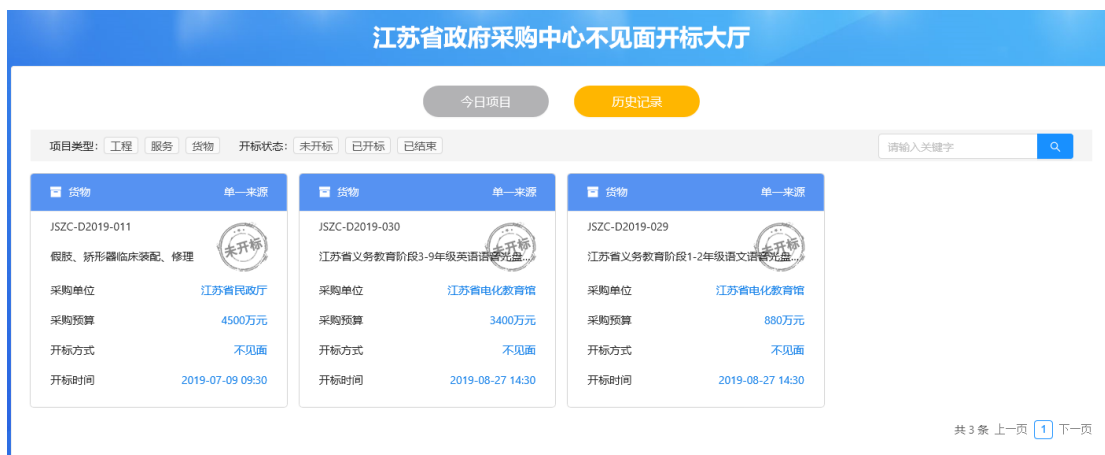 江苏省政府采购中心不见面开标大厅
今日项目 历史记录
项目类型: 工程 服务 货物 开标状态: 未开标 已开标 已结束 请输入关键字
货物 单一来源
JSZC-D2019-011
未开标
假肢、矫形器临床装配、修理
采购单位 江苏省民政厅
采购预算 4500万元
开标方式 不见面
开标时间 2019-07-09 09:30
货物 单一来源
JSZC-D2019-030
未开标
江苏省义务教育阶段3-9年级英语语音光盘...
采购单位 江苏省电化教育馆
采购预算 3400万元
开标方式 不见面
开标时间 2019-08-27 14:30
货物 单一来源
JSZC-D2019-029
未开标
江苏省义务教育阶段1-2年级语文语音光盘...
采购单位 江苏省电化教育馆
采购预算 880万元
开标方式 不见面
开标时间 2019-08-27 14:30
共 3 条 上一页 1 下一页